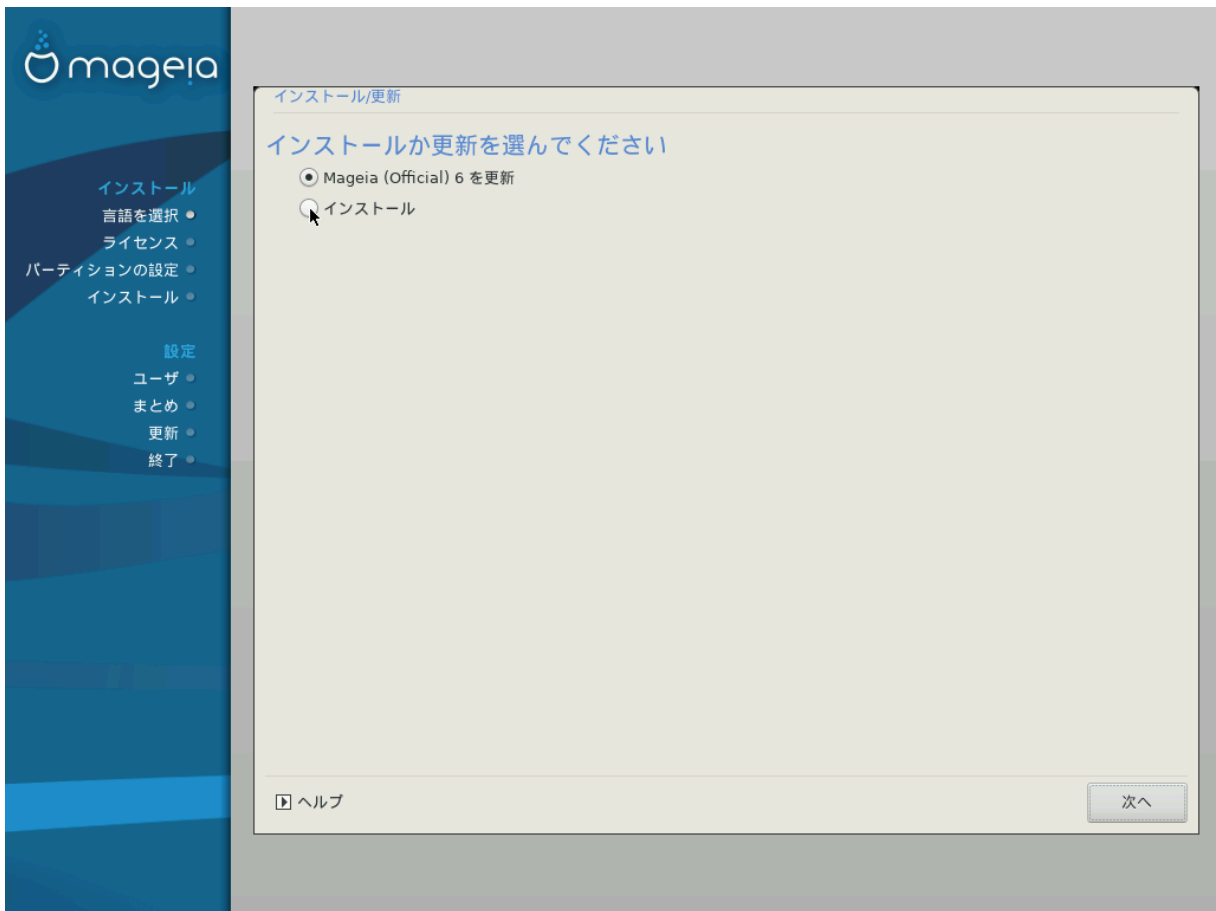 mageia
インストール
言語を選択
ライセンス
パーティションの設定
インストール
設定
ユーザ
まとめ
更新
終了
インストール/更新
インストールか更新を選んでください
Mageia (Official) 6 を更新
インストール
ヘルプ
次へ